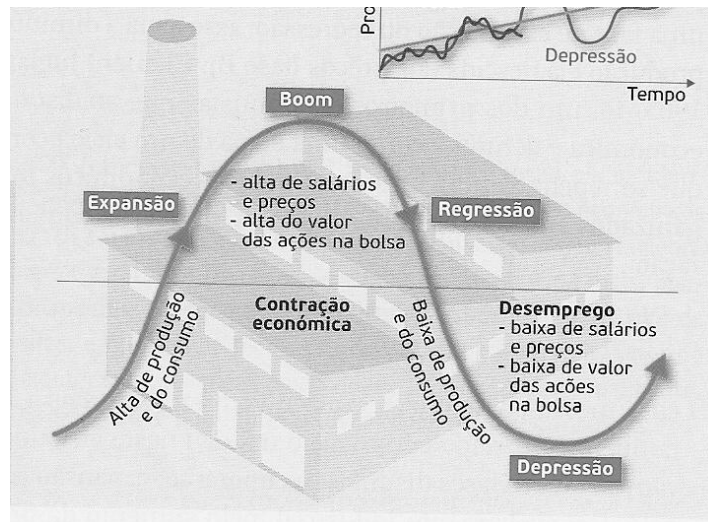 Pro
Depressão
Tempo
Boom
Expansão
- alta de salários
e preços
- alta do valor
das ações na bolsa
Regressão
Alta de produção
e do consumo
Contração
económica
Baixa de produção
e do consumo
Desemprego
- baixa de salários
e preços
- baixa de valor
das acões
na bolsa
Depressão